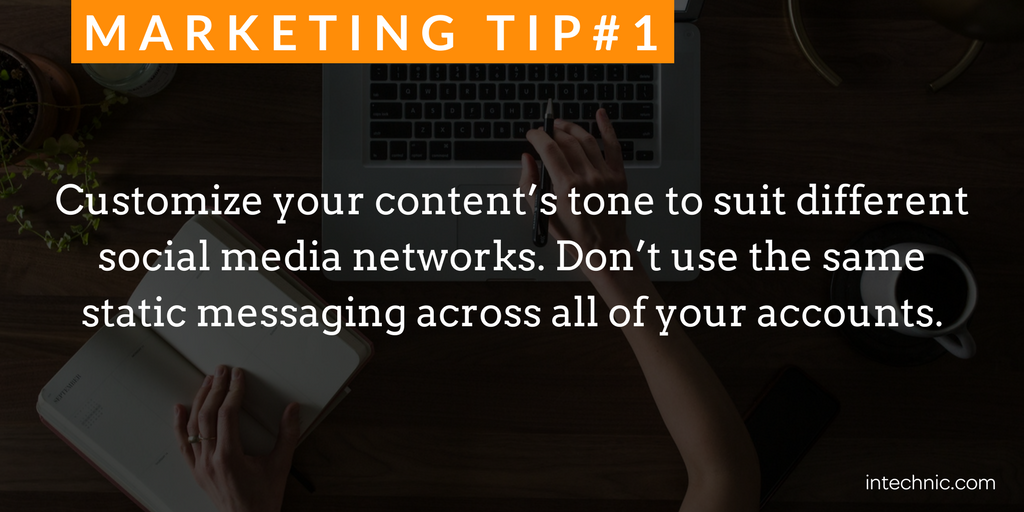 MARKETING TIP#1
Customize your content’s tone to suit different
social media networks. Don’t use the same
static messaging across all of your accounts.
SEPTEMBER
intechnic.com